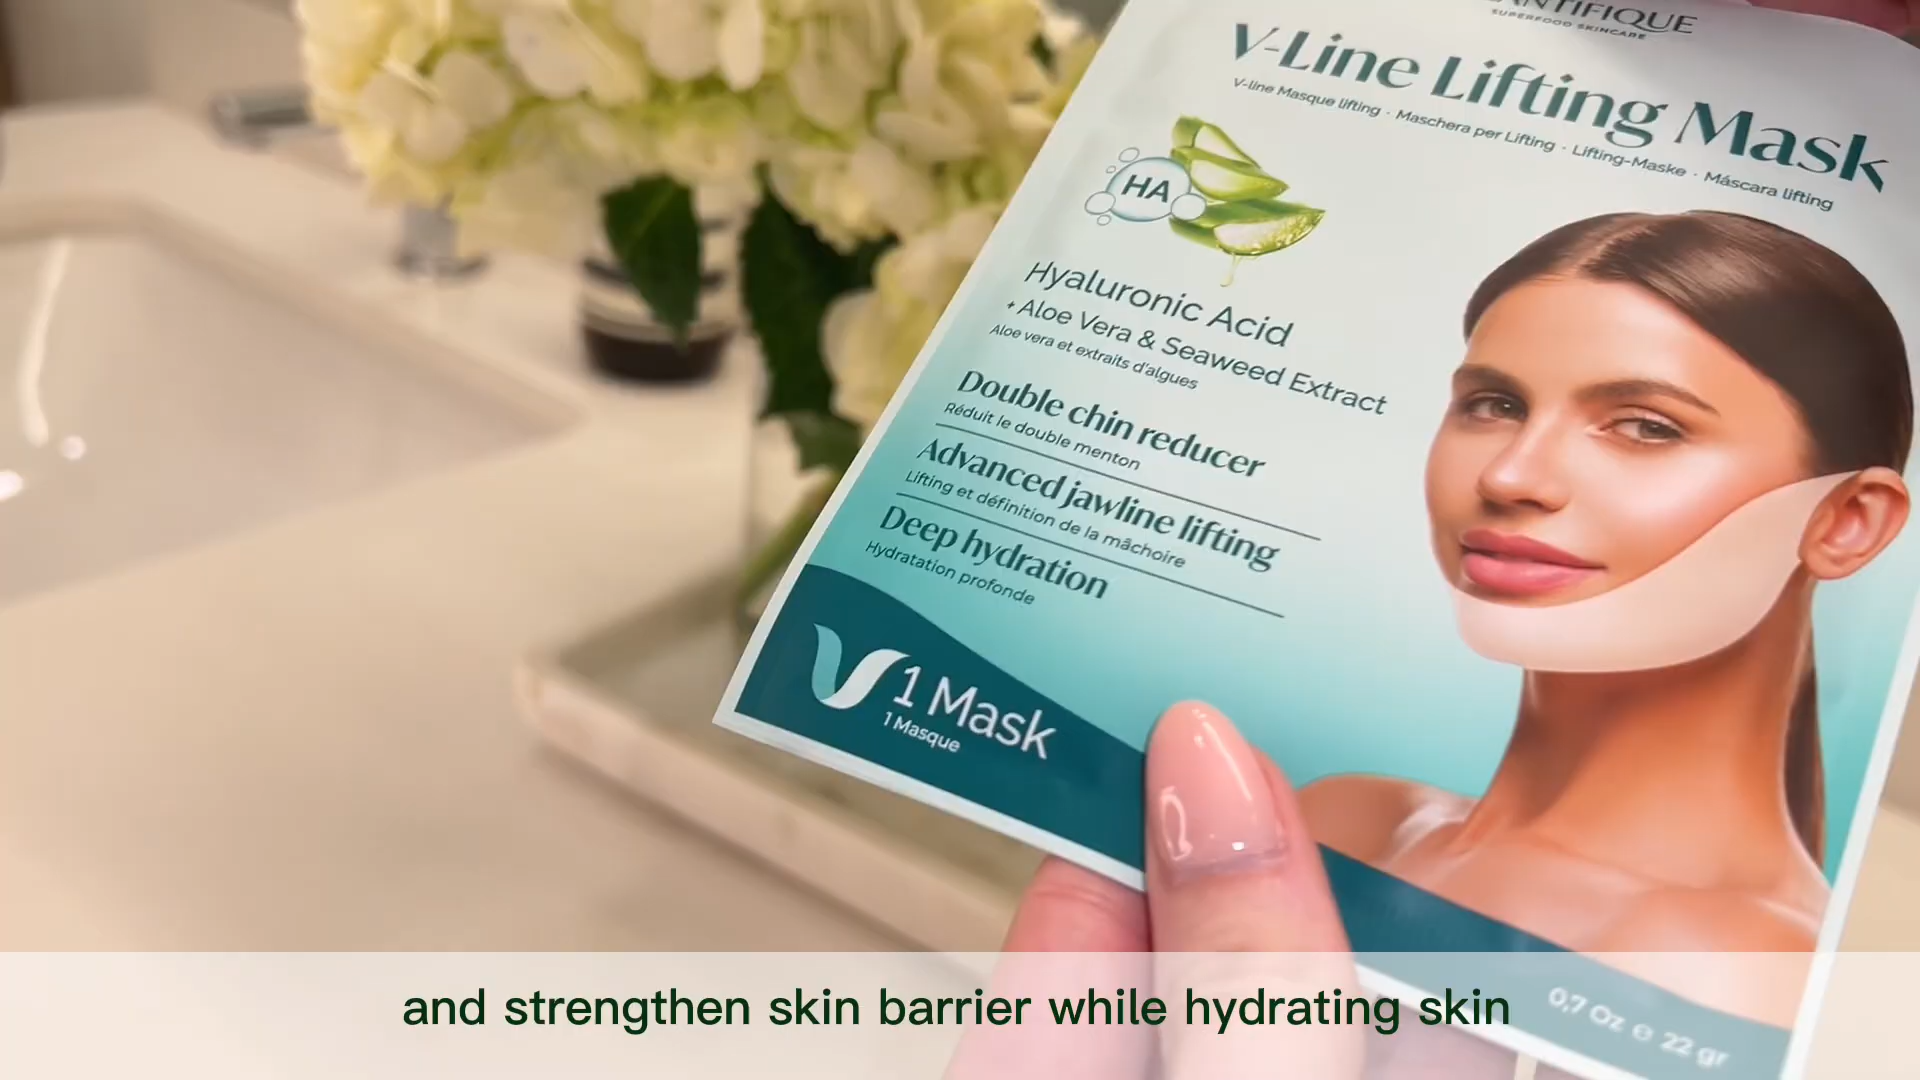 SUPERFOOD SKINCARE
V-Line Lifting Mask
V-line Masque lifting · Maschera per Lifting · Lifting-Maske · Máscara lifting
HA
Hyaluronic Acid
+ Aloe Vera & Seaweed Extract
Aloe vera et extraits d'algues
Double chin reducer
Réduit le double menton
Advanced jawline lifting
Lifting et définition de la mâchoire
Deep hydration
Hydratation profonde
1 Mask
1 Masque
0,7 Oz e 22 gr
and strengthen skin barrier while hydrating skin